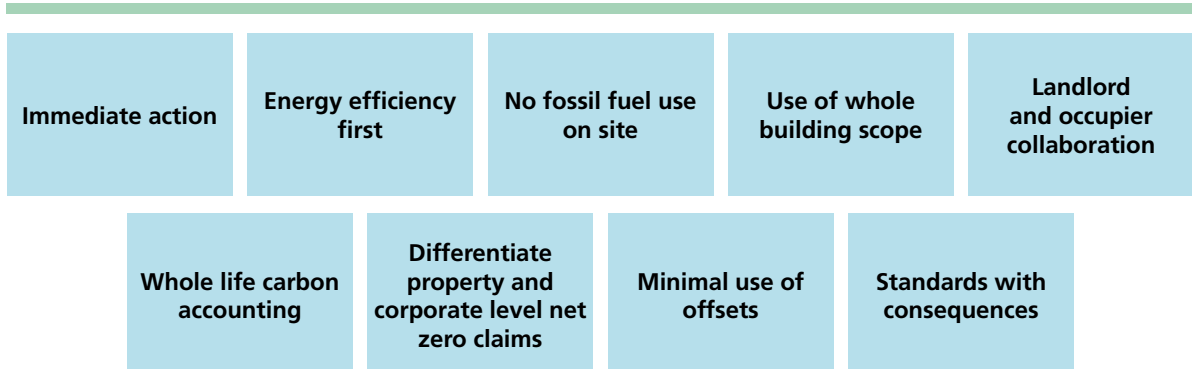 Immediate action
Energy efficiency
first
No fossil fuel use
on site
Use of whole
building scope
Landlord
and occupier
collaboration
Whole life carbon
accounting
Differentiate
property and
corporate level net
zero claims
Minimal use of
offsets
Standards with
consequences